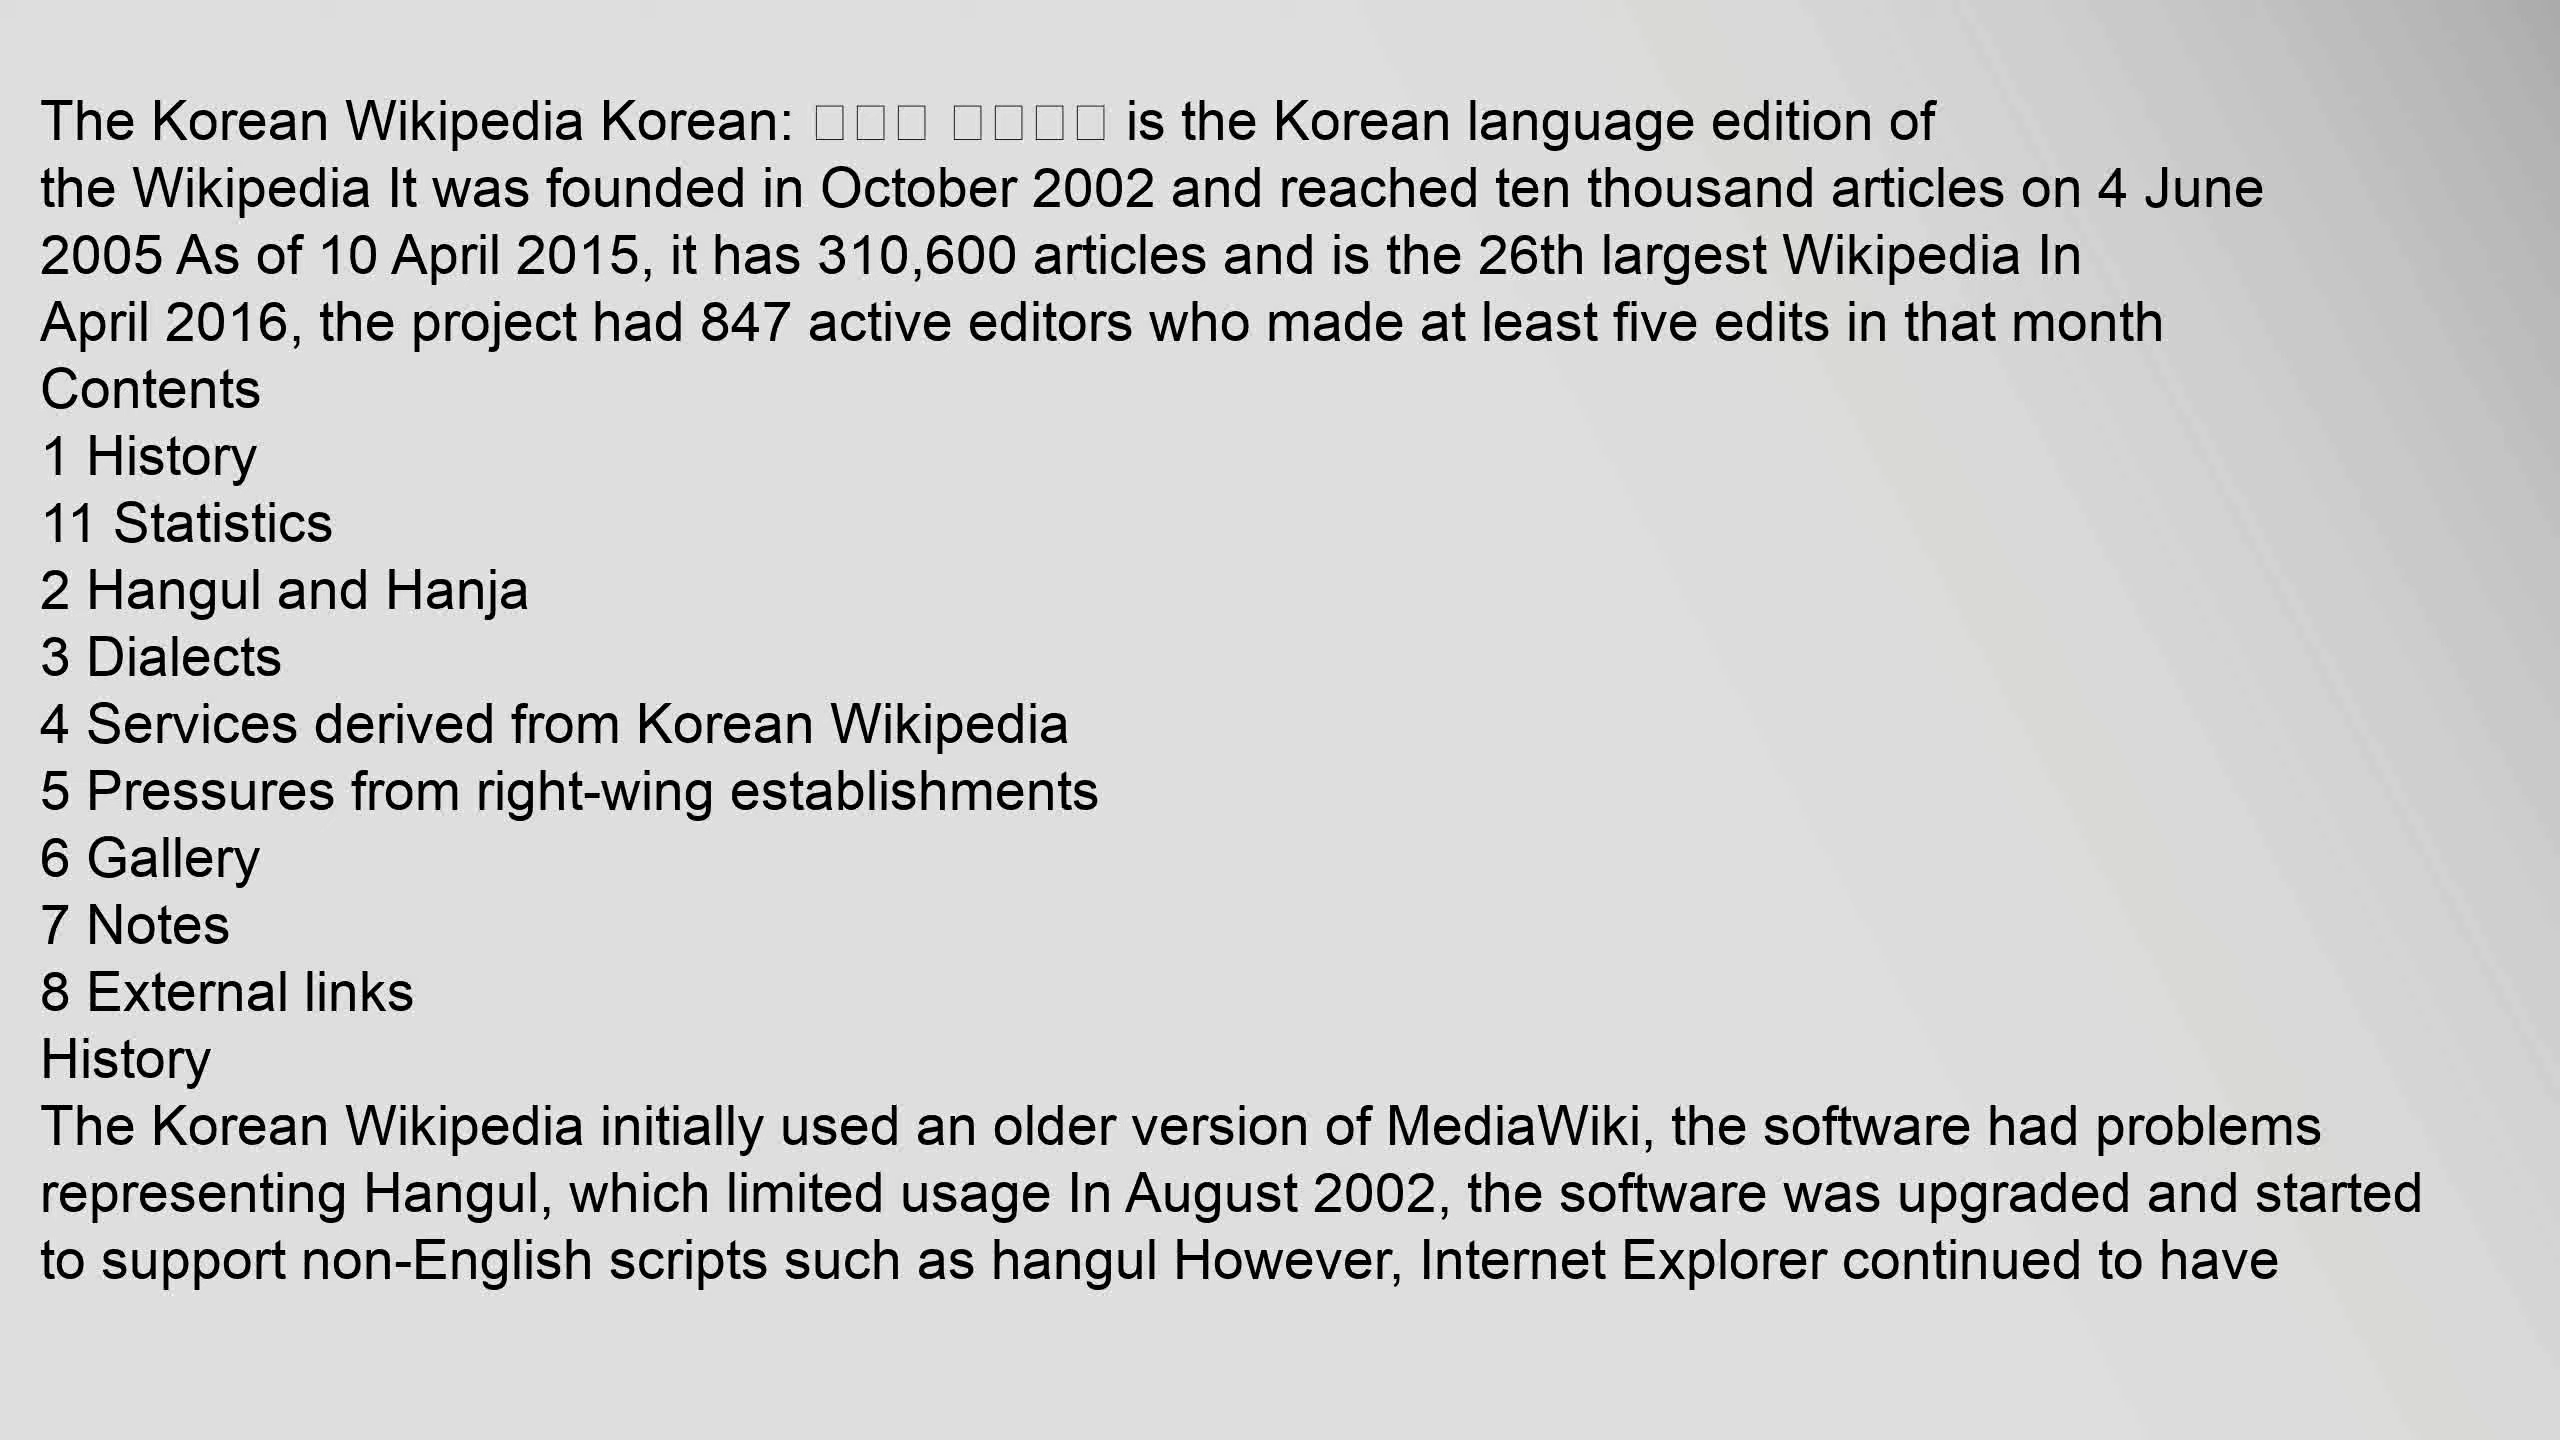 The Korean Wikipedia Korean: □□□ □□□□ is the Korean language edition of
the Wikipedia It was founded in October 2002 and reached ten thousand articles on 4 June
2005 As of 10 April 2015, it has 310,600 articles and is the 26th largest Wikipedia In
April 2016, the project had 847 active editors who made at least five edits in that month
Contents
1 History
11 Statistics
2 Hangul and Hanja
3 Dialects
4 Services derived from Korean Wikipedia
5 Pressures from right-wing establishments
6 Gallery
7 Notes
8 External links
History
The Korean Wikipedia initially used an older version of MediaWiki, the software had problems
representing Hangul, which limited usage In August 2002, the software was upgraded and started
to support non-English scripts such as hangul However, Internet Explorer continued to have